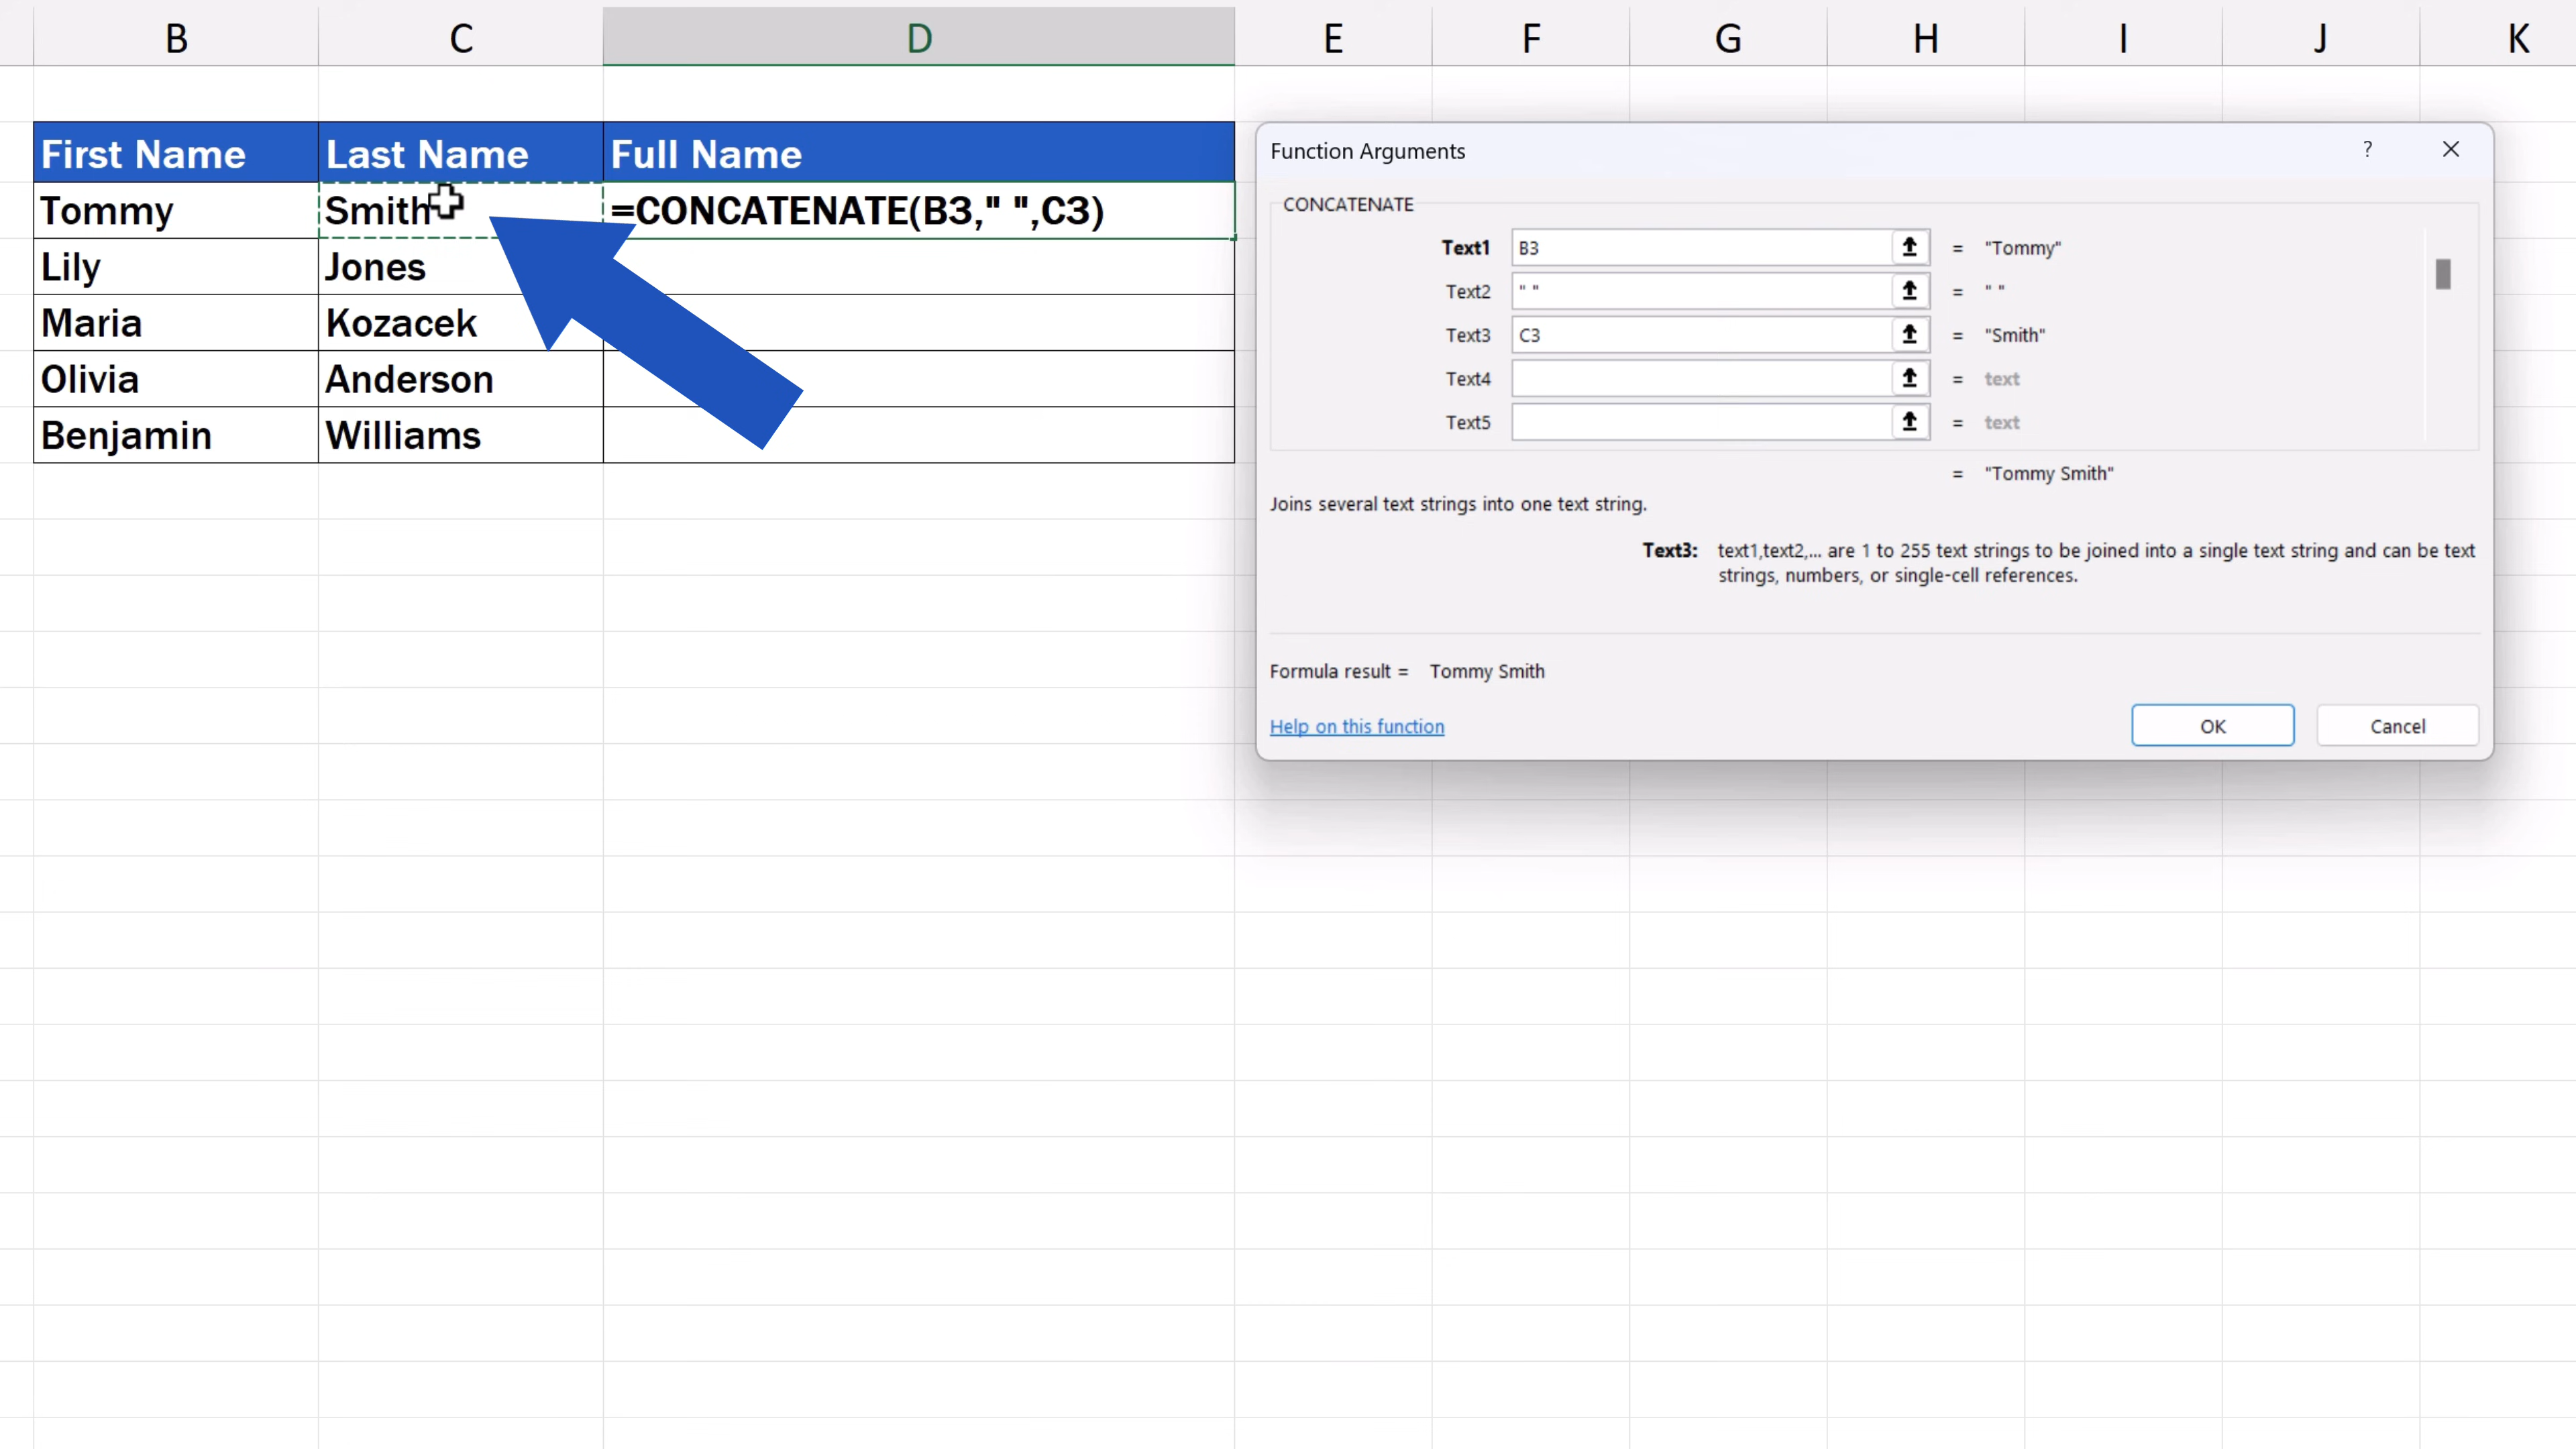 B C D E F G H I J K
First Name Last Name Full Name
Tommy Smith =CONCATENATE(B3," ",C3)
Lily Jones
Maria Kozacek
Olivia Anderson
Benjamin Williams
Function Arguments ?
CONCATENATE
Text1 B3 = "Tommy"
Text2 " " = " "
Text3 C3 = "Smith"
Text4 = text
Text5 = text
= "Tommy Smith"
Joins several text strings into one text string.
Text3: text1,text2,... are 1 to 255 text strings to be joined into a single text string and can be text
strings, numbers, or single-cell references.
Formula result = Tommy Smith
Help on this function
OK Cancel